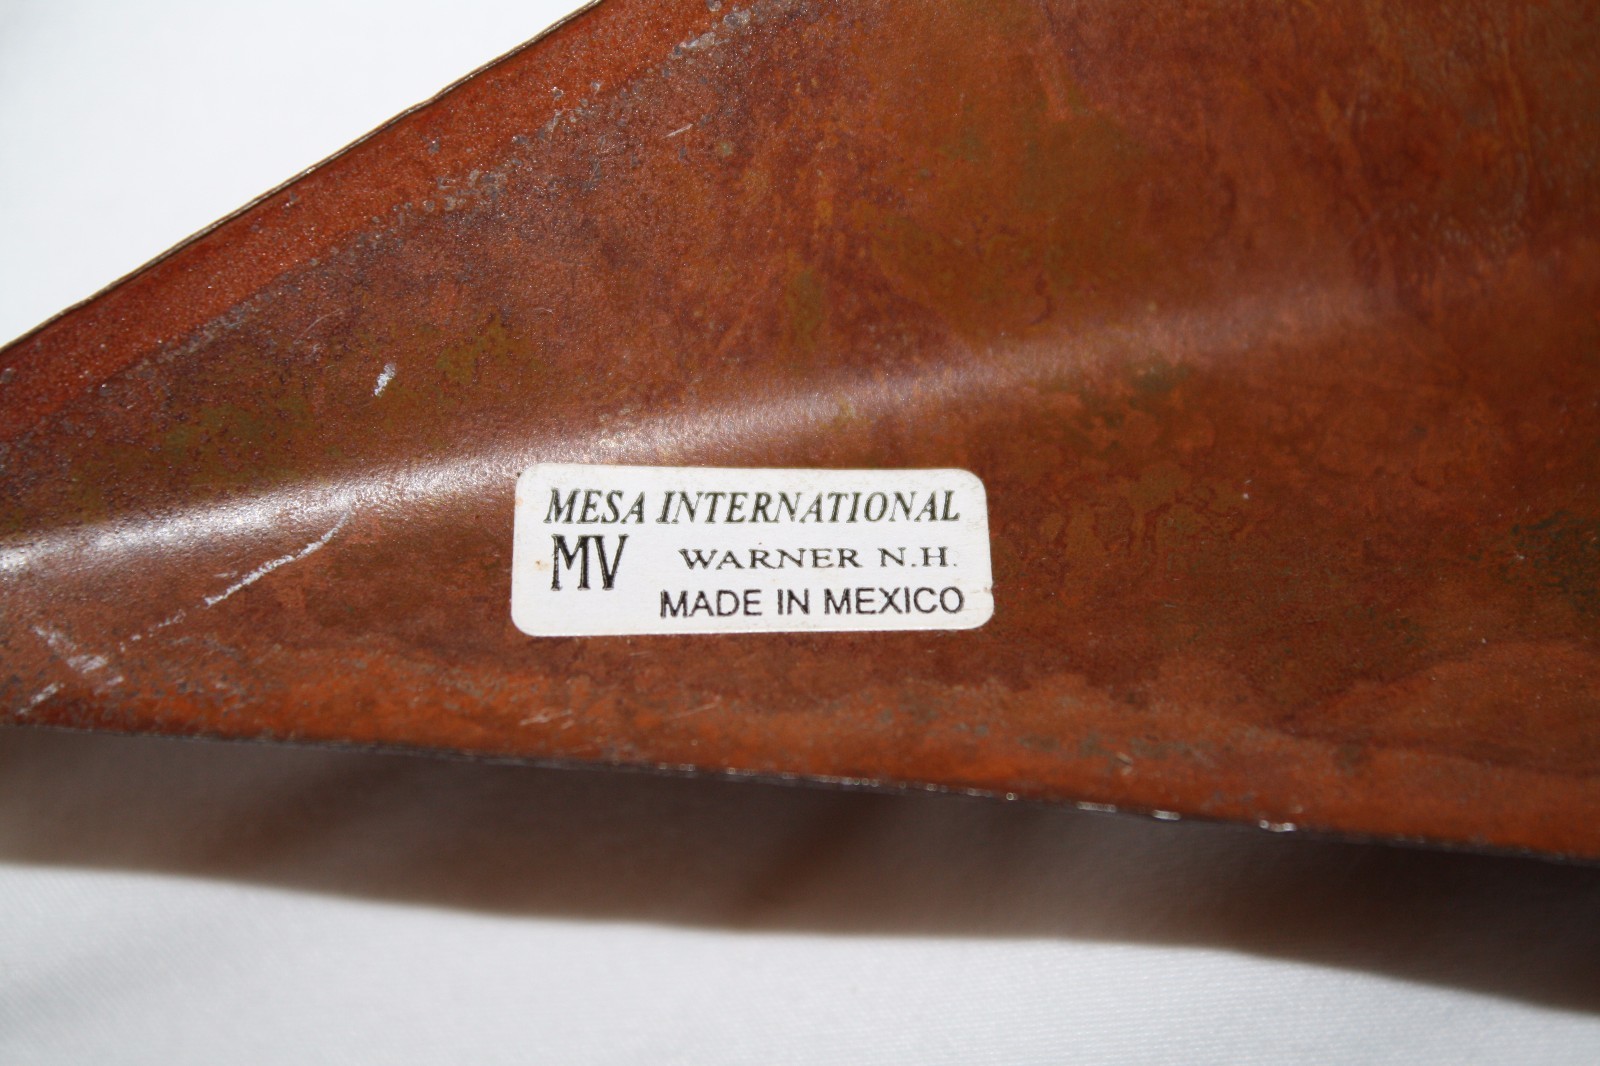 MESA INTERNATIONAL
MV WARNER N.H.
MADE IN MEXICO